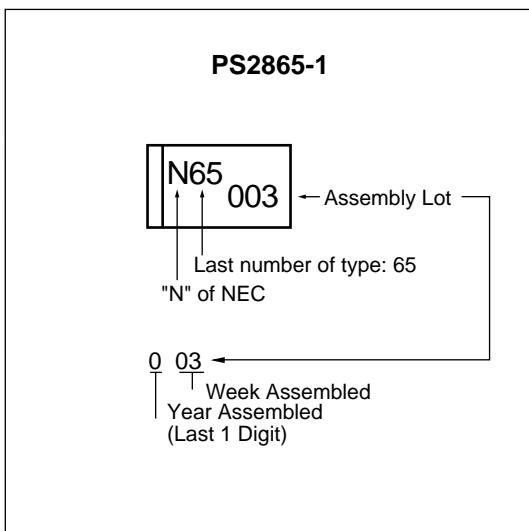 PS2865-1
N65
003
Assembly Lot
Last number of type: 65
"N" of NEC
0 03
Week Assembled
Year Assembled
(Last 1 Digit)